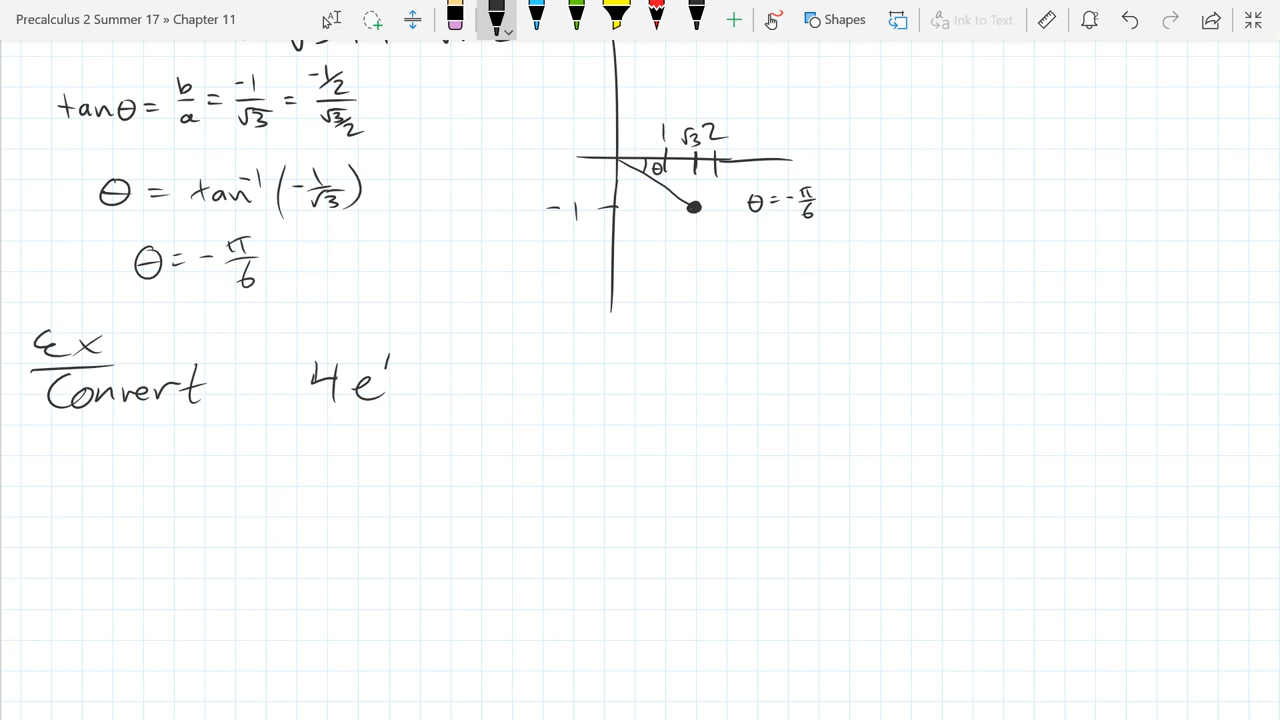 Precalculus 2 Summer 17 » Chapter 11
Shapes
Ink to Text
tanθ = b/a = -1/√3 = (-1/2)/(√3/2)
θ = tan⁻¹(-1/√3)
θ = -π/6
1 √3 2
θ
-1
θ = -π/6
Ex
Convert 4e